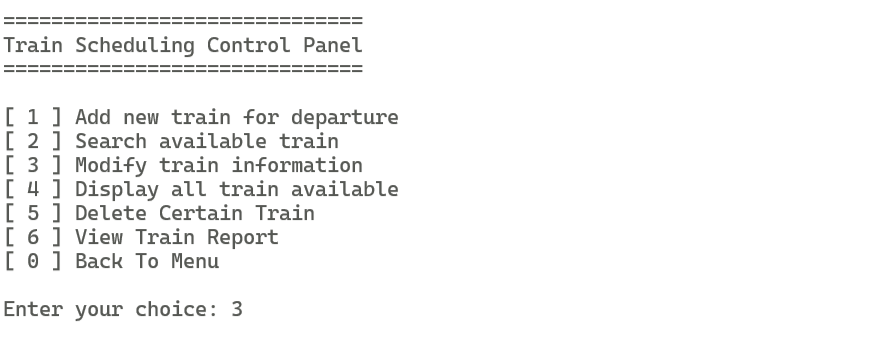 ==============================
Train Scheduling Control Panel
==============================
[ 1 ] Add new train for departure
[ 2 ] Search available train
[ 3 ] Modify train information
[ 4 ] Display all train available
[ 5 ] Delete Certain Train
[ 6 ] View Train Report
[ 0 ] Back To Menu
Enter your choice: 3